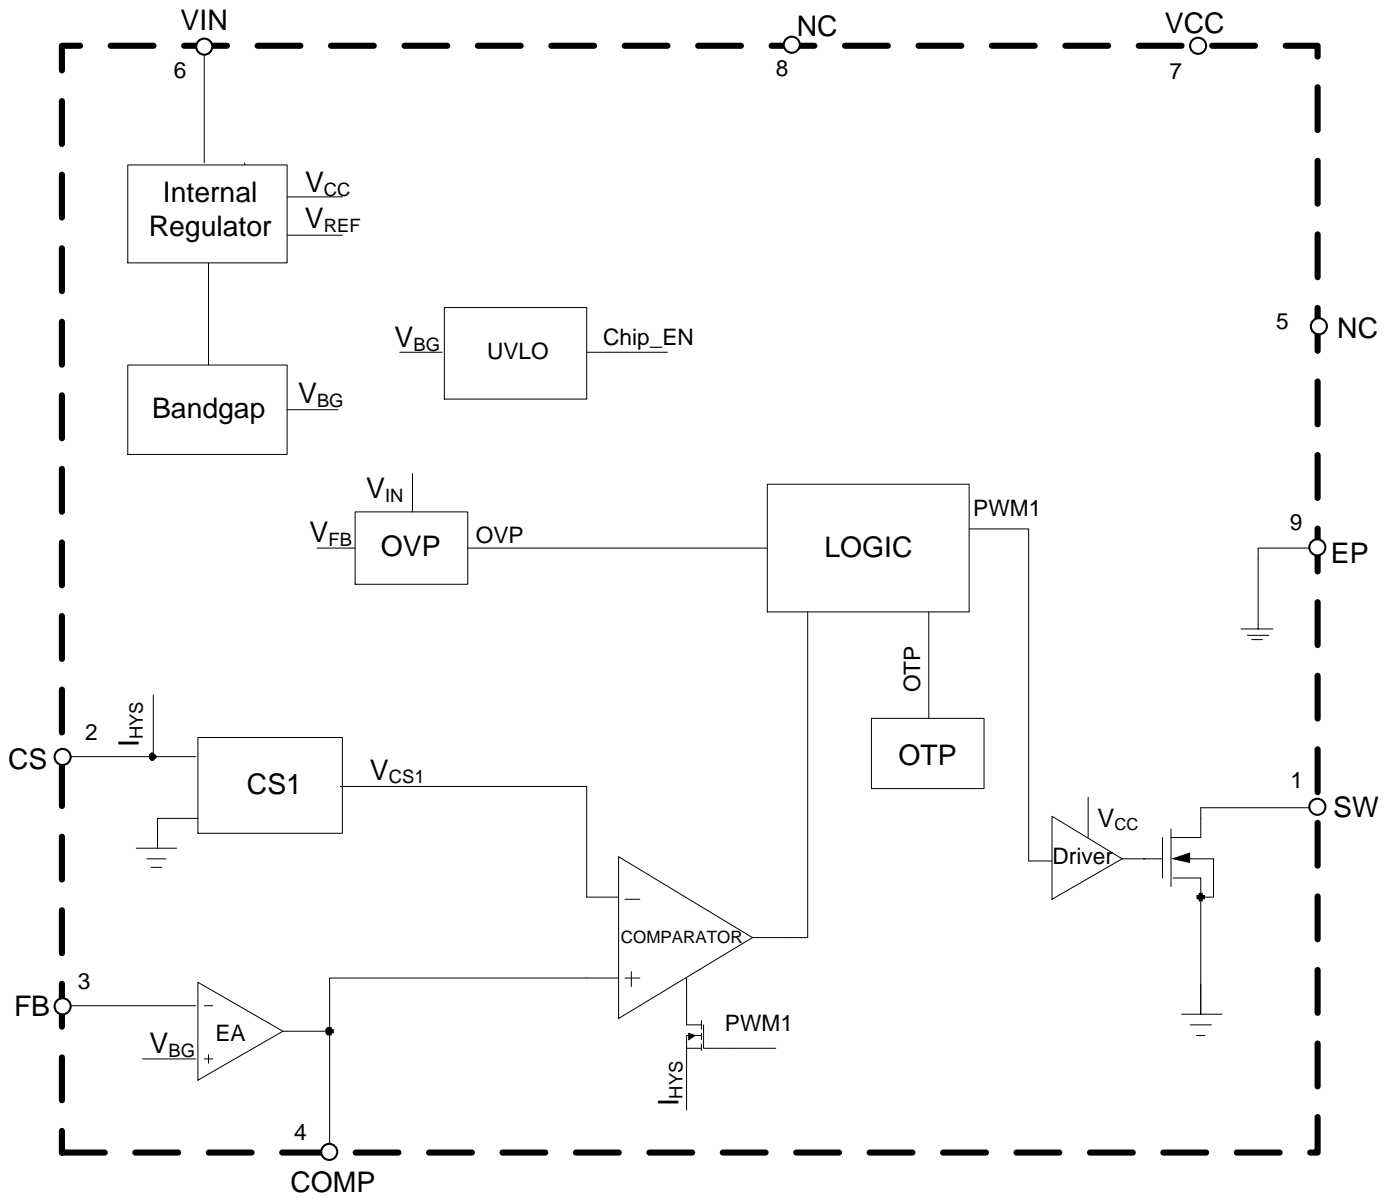 VIN
NC
VCC
6
8
7
Internal
Regulator
VCC
VREF
5
NC
VBG
UVLO
Chip_EN
Bandgap
VBG
VIN
VFB
OVP
OVP
LOGIC
PWM1
9
EP
OTP
OTP
CS
2
IHYS
CS1
VCS1
1
SW
VCC
Driver
−
COMPARATOR
+
FB
3
−
EA
VBG
+
PWM1
IHYS
4
COMP